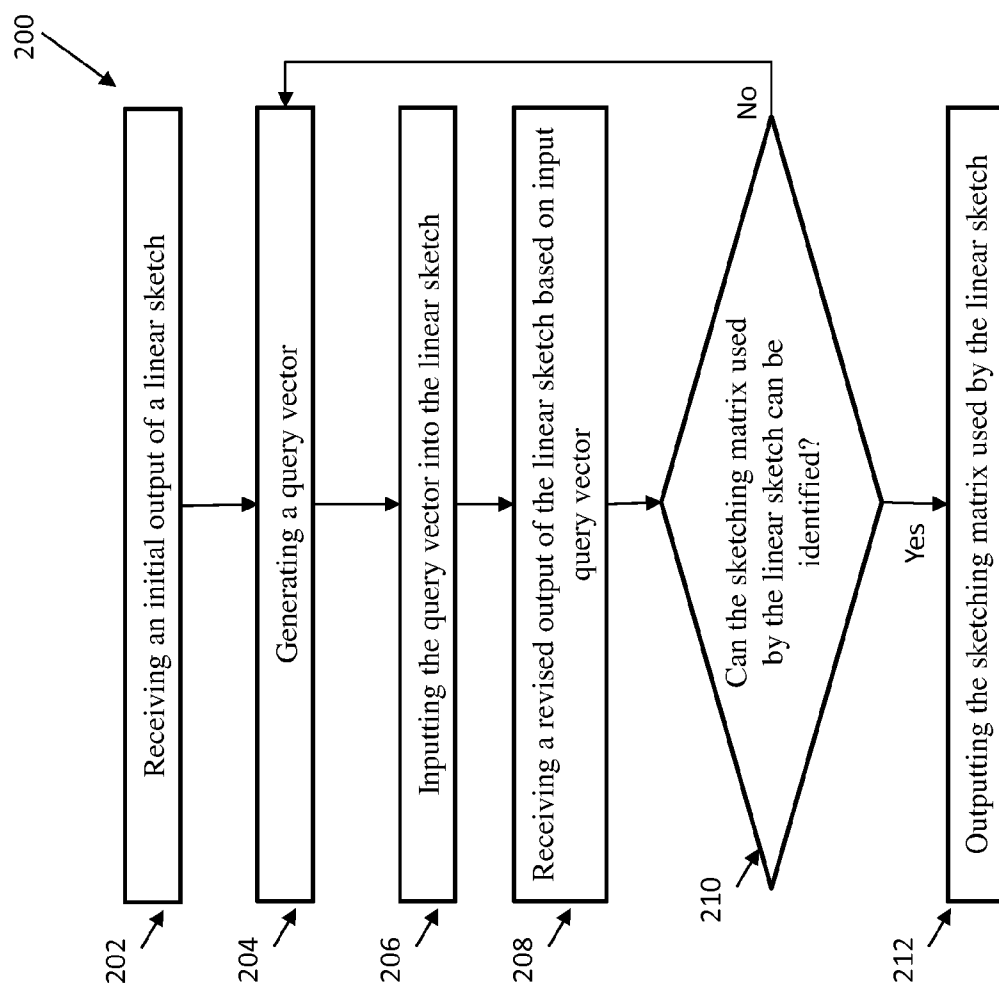 200
202
Receiving an initial output of a linear sketch
204
Generating a query vector
206
Inputting the query vector into the linear sketch
208
Receiving a revised output of the linear sketch based on input
query vector
210
Can the sketching matrix used
by the linear sketch can be
identified?
No
Yes
212
Outputting the sketching matrix used by the linear sketch